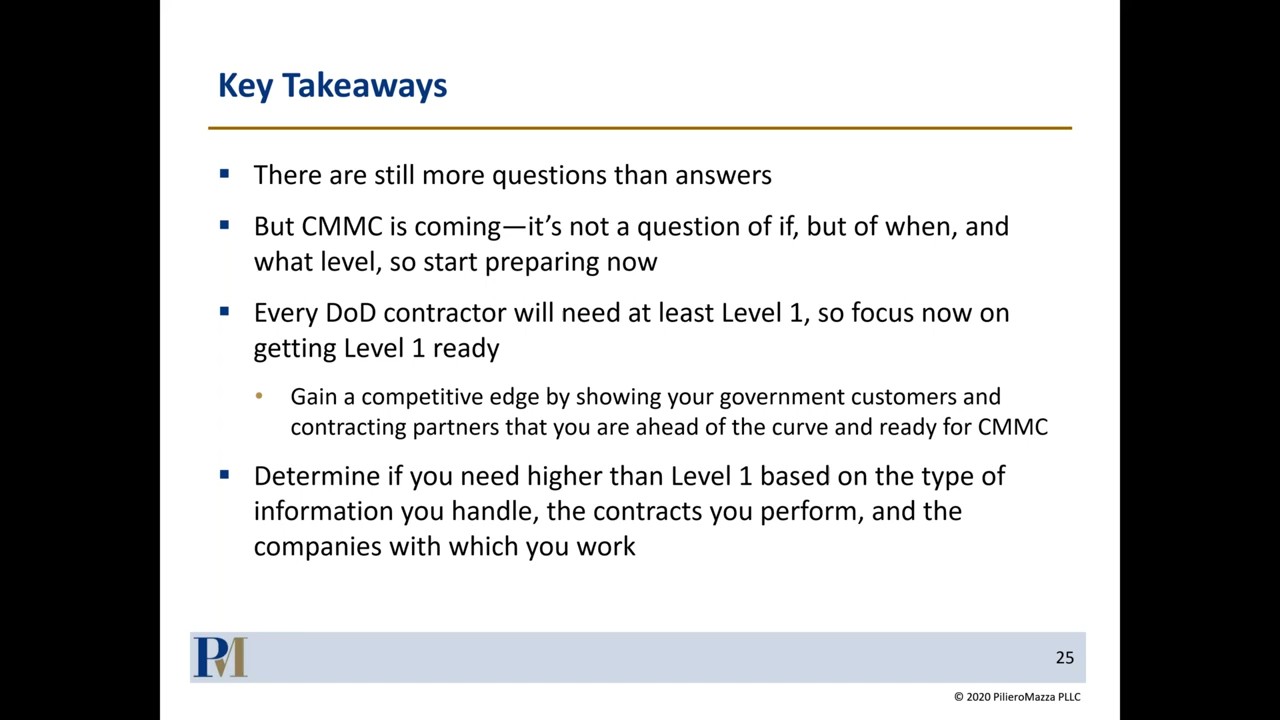 Key Takeaways
▪ There are still more questions than answers
▪ But CMMC is coming—it’s not a question of if, but of when, and
what level, so start preparing now
▪ Every DoD contractor will need at least Level 1, so focus now on
getting Level 1 ready
• Gain a competitive edge by showing your government customers and
contracting partners that you are ahead of the curve and ready for CMMC
▪ Determine if you need higher than Level 1 based on the type of
information you handle, the contracts you perform, and the
companies with which you work
PM
25
© 2020 PilieroMazza PLLC